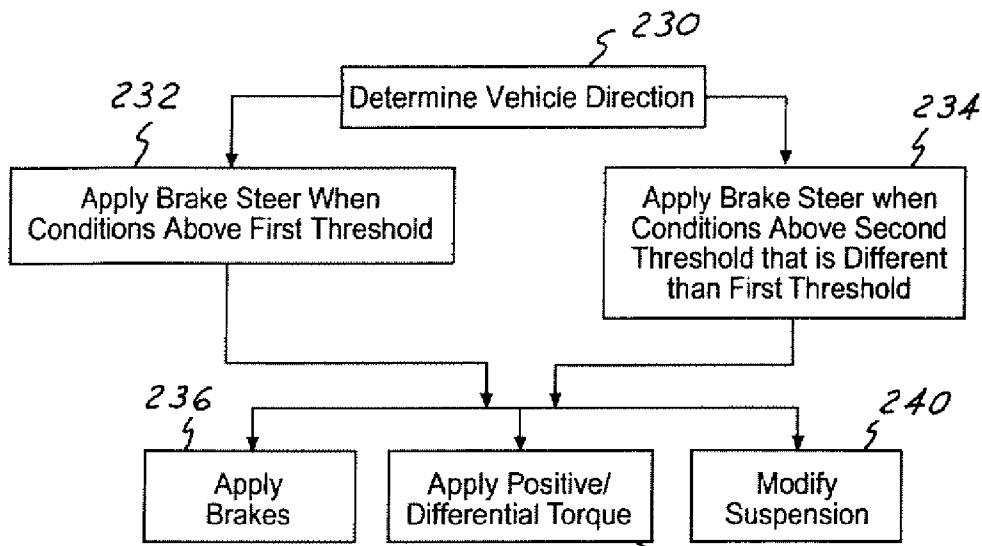 230
Determine Vehicle Direction
232
234
Apply Brake Steer When
Conditions Above First Threshold
Apply Brake Steer when
Conditions Above Second
Threshold that is Different
than First Threshold
236
240
Apply
Brakes
Apply Positive/
Differential Torque
Modify
Suspension